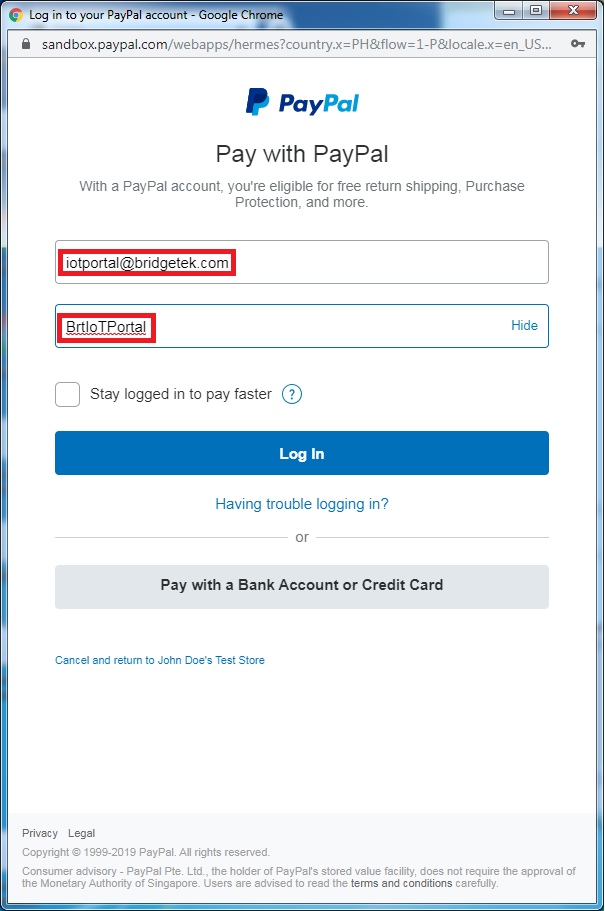 Log in to your PayPal account - Google Chrome
sandbox.paypal.com/webapps/hermes?country.x=PH&flow=1-P&locale.x=en_US...
PayPal
Pay with PayPal
With a PayPal account, you're eligible for free return shipping, Purchase
Protection, and more.
iotportal@bridgetek.com
BrtIoTPortal
Hide
Stay logged in to pay faster ?
Log In
Having trouble logging in?
or
Pay with a Bank Account or Credit Card
Cancel and return to John Doe's Test Store
Privacy Legal
Copyright © 1999-2019 PayPal. All rights reserved.
Consumer advisory - PayPal Pte. Ltd., the holder of PayPal's stored value facility, does not require the approval of
the Monetary Authority of Singapore. Users are advised to read the terms and conditions carefully.